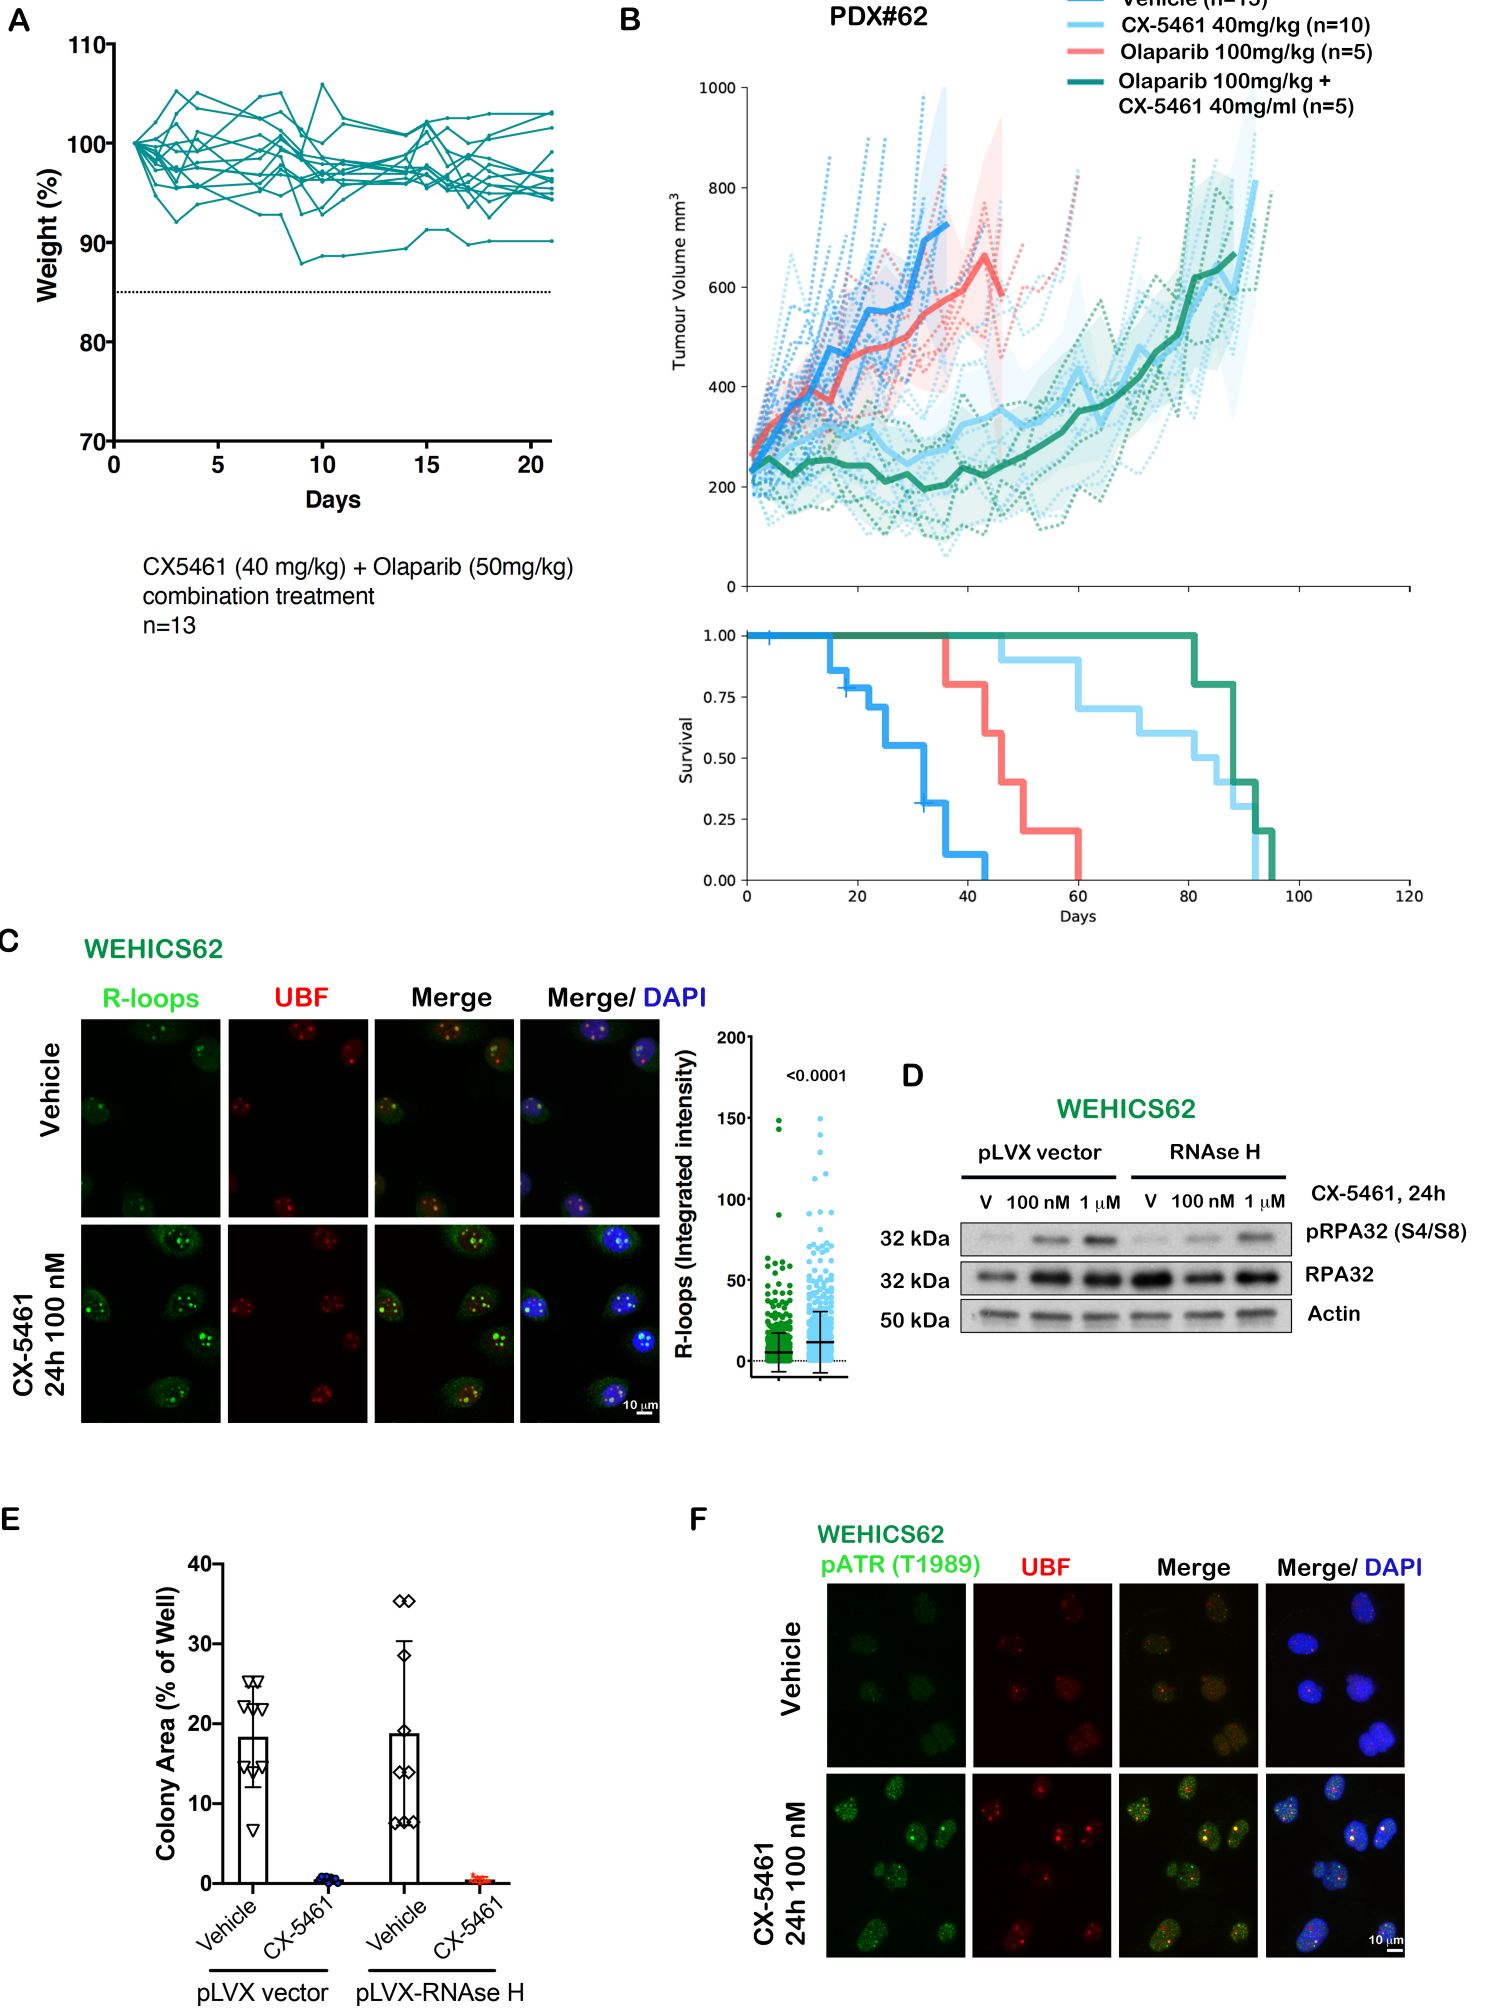 A
110
100
90
80
70
Weight (%)
0 5 10 15 20
Days
CX5461 (40 mg/kg) + Olaparib (50mg/kg)
combination treatment
n=13
B
PDX#62
Vehicle (n=15)
CX-5461 40mg/kg (n=10)
Olaparib 100mg/kg (n=5)
Olaparib 100mg/kg +
CX-5461 40mg/ml (n=5)
1000
800
600
400
200
0
Tumour Volume mm³
1.00
0.75
0.50
0.25
0.00
Survival
0 20 40 60 80 100 120
Days
C
WEHICS62
R-loops UBF Merge Merge/ DAPI
Vehicle
CX-5461
24h 100 nM
10 µm
R-loops (Integrated intensity)
200
150
100
50
0
<0.0001
D
WEHICS62
pLVX vector RNAse H
V 100 nM 1 µM V 100 nM 1 µM CX-5461, 24h
32 kDa pRPA32 (S4/S8)
32 kDa RPA32
50 kDa Actin
E
Colony Area (% of Well)
40
30
20
10
0
Vehicle CX-5461 Vehicle CX-5461
pLVX vector pLVX-RNAse H
F
WEHICS62
pATR (T1989) UBF Merge Merge/ DAPI
Vehicle
CX-5461
24h 100 nM
10 µm